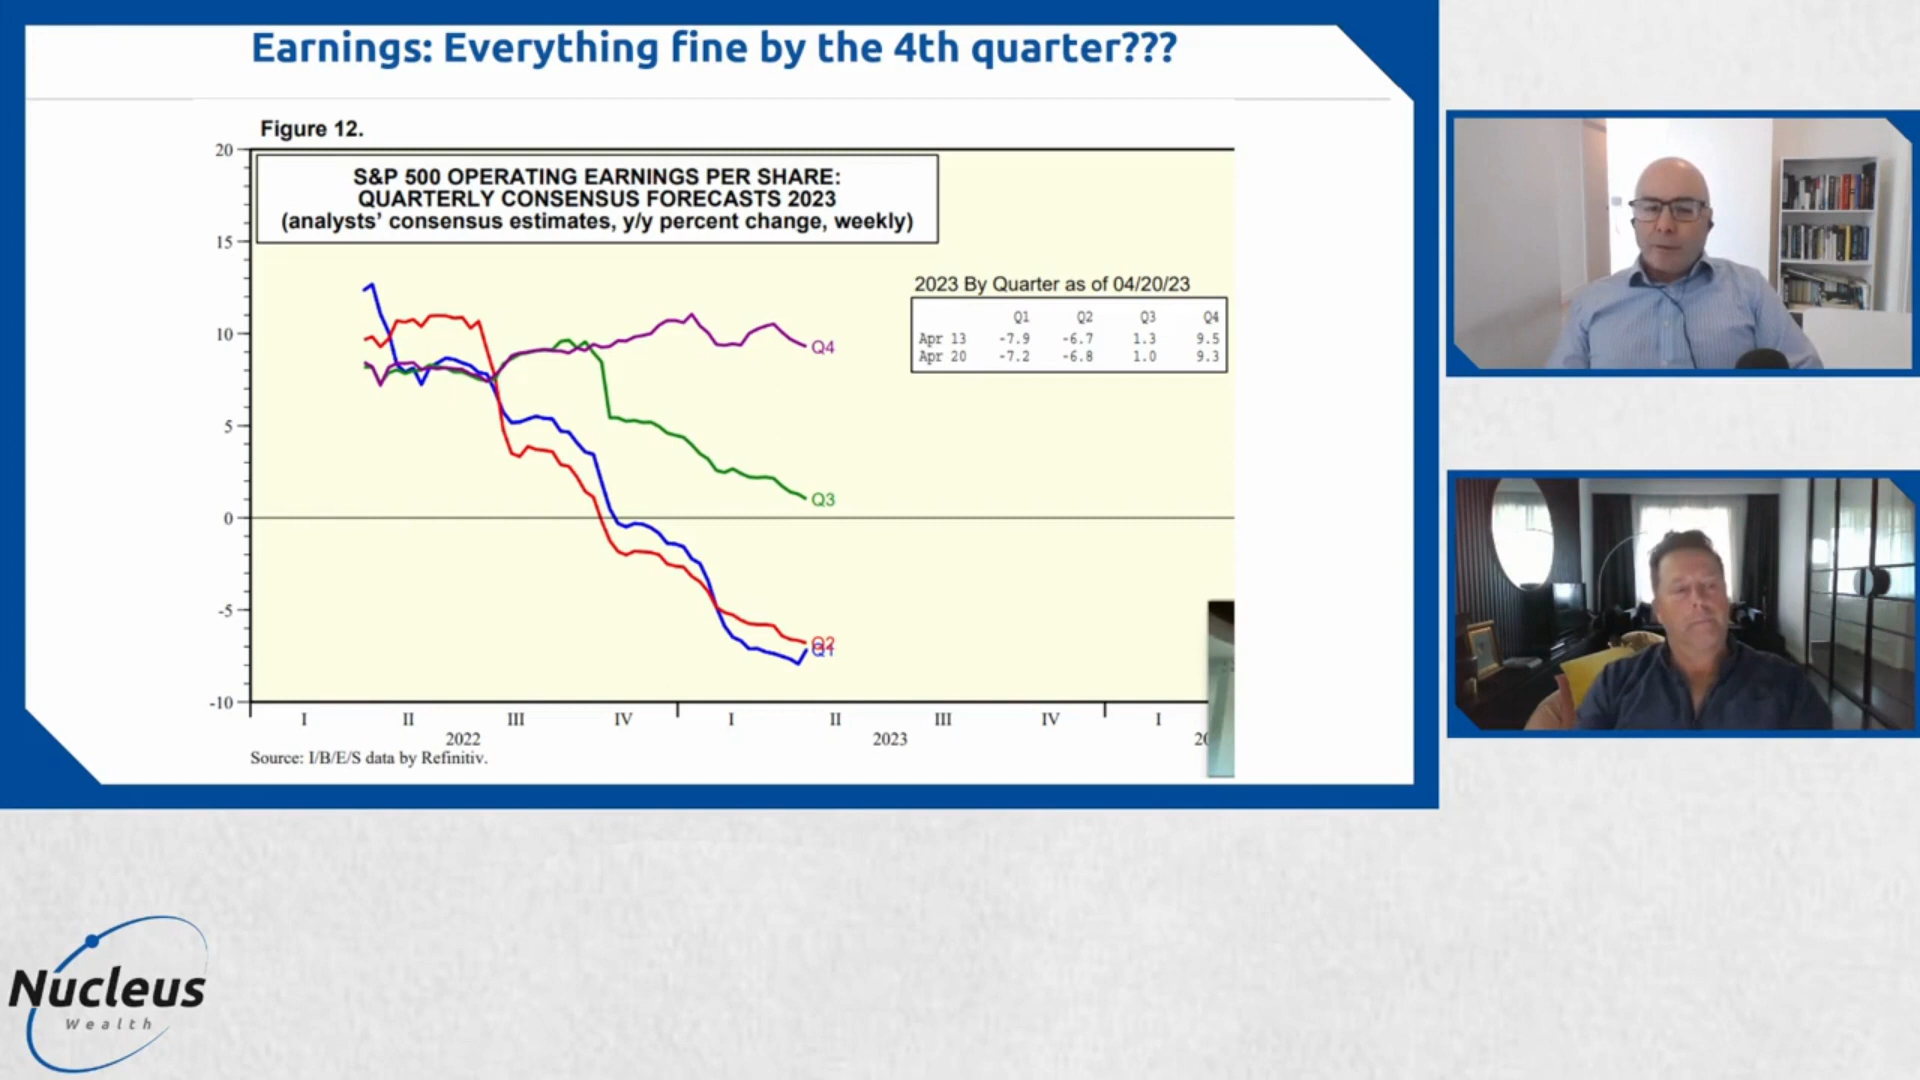 Earnings: Everything fine by the 4th quarter???
Figure 12.
S&P 500 OPERATING EARNINGS PER SHARE:
QUARTERLY CONSENSUS FORECASTS 2023
(analysts' consensus estimates, y/y percent change, weekly)
2023 By Quarter as of 04/20/23
Q1 Q2 Q3 Q4
Apr 13 -7.9 -6.7 1.3 9.5
Apr 20 -7.2 -6.8 1.0 9.3
20
15
10
5
0
-5
-10
Q4
Q3
Q2
Q1
I II III IV I II III IV I
2022 2023
Source: I/B/E/S data by Refinitiv.
Nucleus
Wealth